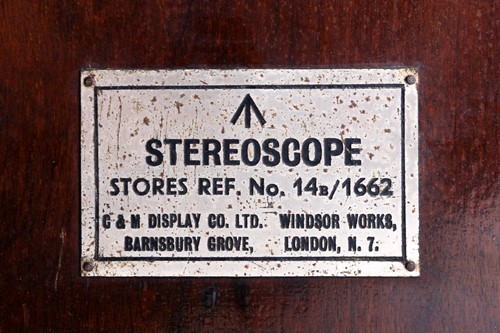 STEREOSCOPE
STORES REF. No. 14B/1662
C & M DISPLAY CO. LTD. WINDSOR WORKS,
BARNSBURY GROVE, LONDON, N. 7.